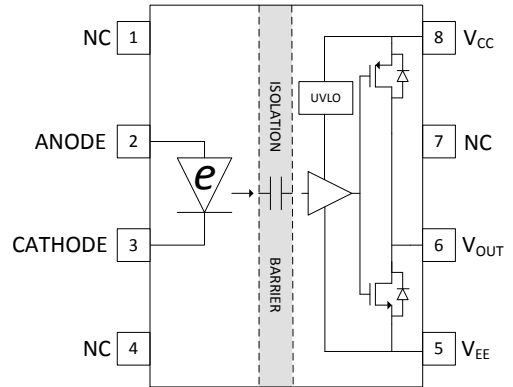 NC 1
8 VCC
UVLO
ISOLATION
ANODE 2
7 NC
e
CATHODE 3
6 VOUT
BARRIER
NC 4
5 VEE